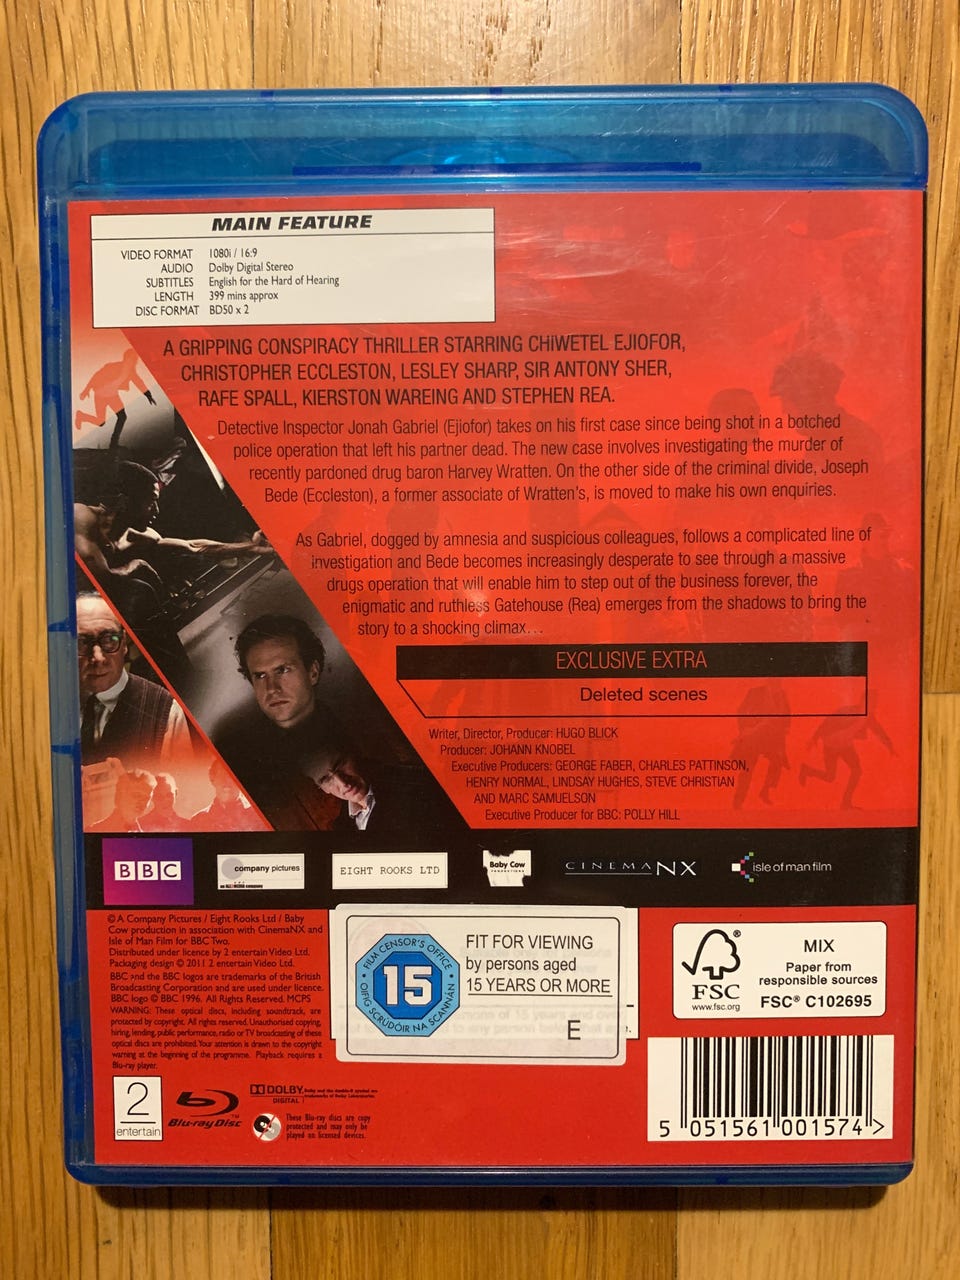 MAIN FEATURE
VIDEO FORMAT 1080i / 16:9
AUDIO Dolby Digital Stereo
SUBTITLES English for the Hard of Hearing
LENGTH 399 mins approx
DISC FORMAT BD50 x 2
A GRIPPING CONSPIRACY THRILLER STARRING CHIWETEL EJIOFOR,
CHRISTOPHER ECCLESTON, LESLEY SHARP, SIR ANTONY SHER,
RAFE SPALL, KIERSTON WAREING AND STEPHEN REA.
Detective Inspector Jonah Gabriel (Ejiofor) takes on his first case since being shot in a botched
police operation that left his partner dead. The new case involves investigating the murder of
recently pardoned drug baron Harvey Wratten. On the other side of the criminal divide, Joseph
Bede (Eccleston), a former associate of Wratten's, is moved to make his own enquiries.
As Gabriel, dogged by amnesia and suspicious colleagues, follows a complicated line of
investigation and Bede becomes increasingly desperate to see through a massive
drugs operation that will enable him to step out of the business forever, the
enigmatic and ruthless Gatehouse (Rea) emerges from the shadows to bring the
story to a shocking climax...
EXCLUSIVE EXTRA
Deleted scenes
Writer, Director, Producer: HUGO BLICK
Producer: JOHANN KNOBEL
Executive Producers: GEORGE FABER, CHARLES PATTINSON,
HENRY NORMAL, LINDSAY HUGHES, STEVE CHRISTIAN
AND MARC SAMUELSON
Executive Producer for BBC: POLLY HILL
BBC
company pictures
EIGHT ROOKS LTD
Baby Cow
PRODUCTIONS
CINEMANX
isle of man film
© A Company Pictures / Eight Rooks Ltd / Baby
Cow production in association with CinemaNX and
Isle of Man Film for BBC Two.
Distributed under licence by 2 entertain Video Ltd.
Packaging design © 2011 2 entertain Video Ltd.
BBC and the BBC logos are trademarks of the British
Broadcasting Corporation and are used under licence.
BBC logo © BBC 1996. All Rights Reserved. MCPS
WARNING: These optical discs, including soundtrack, are
protected by copyright. All rights reserved. Unauthorised copying,
hiring, lending, public performance, radio or TV broadcasting of these
optical discs are prohibited. Your attention is drawn to the copyright
warning at the beginning of the programme. Playback requires a
Blu-ray player.
FILM CENSOR'S OFFICE
15
OIFIG SCRÚDÓIR NA SCANNÁN
FIT FOR VIEWING
by persons aged
15 YEARS OR MORE
E
FSC®
www.fsc.org
MIX
Paper from
responsible sources
FSC® C102695
2
entertain
Blu-ray Disc™
DOLBY
DIGITAL
Dolby and the double-D symbol are
trademarks of Dolby Laboratories.
These Blu-ray discs are copy
protected and may only be
played on licensed devices.
5 051561 001574 >